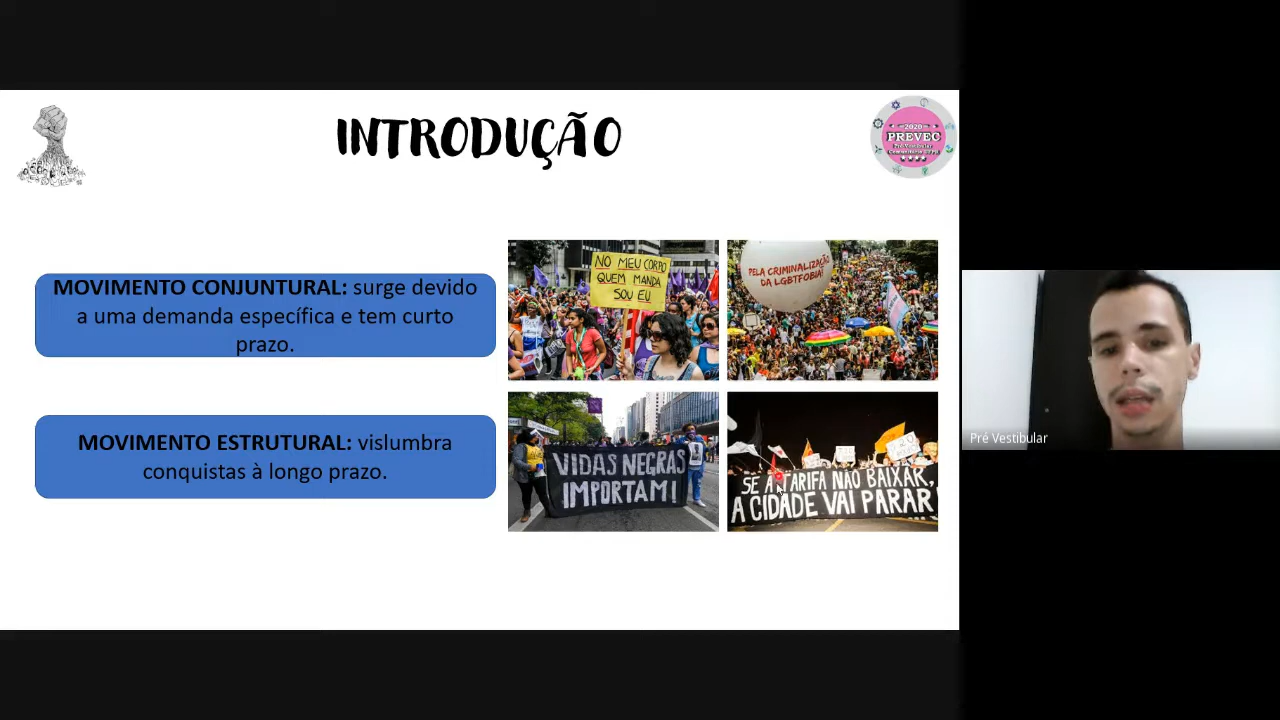 INTRODUÇÃO
2020
PREVEC
MOVIMENTO CONJUNTURAL: surge devido
a uma demanda específica e tem curto
prazo.
MOVIMENTO ESTRUTURAL: vislumbra
conquistas à longo prazo.
NO MEU CORPO
QUEM MANDA
SOU EU
PELA CRIMINALIZAÇÃO
DA LGBTFOBIA!
VIDAS NEGRAS
IMPORTAM!
SE A TARIFA NÃO BAIXAR,
A CIDADE VAI PARAR
Pré Vestibular